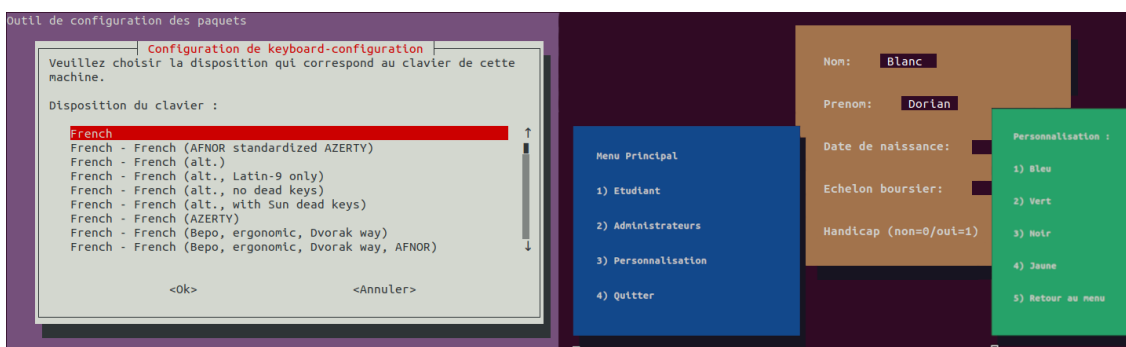 Outil de configuration des paquets
Configuration de keyboard-configuration
Veuillez choisir la disposition qui correspond au clavier de cette
machine.
Disposition du clavier :
French
French - French (AFNOR standardized AZERTY)
French - French (alt.)
French - French (alt., Latin-9 only)
French - French (alt., no dead keys)
French - French (alt., with Sun dead keys)
French - French (AZERTY)
French - French (Bepo, ergonomic, Dvorak way)
French - French (Bepo, ergonomic, Dvorak way, AFNOR)
<Ok> <Annuler>
Menu Principal
1) Etudiant
2) Administrateurs
3) Personnalisation
4) Quitter
Nom: Blanc
Prenom: Dorian
Date de naissance:
Echelon boursier:
Handicap (non=0/oui=1)
Personnalisation :
1) Bleu
2) Vert
3) Noir
4) Jaune
5) Retour au menu